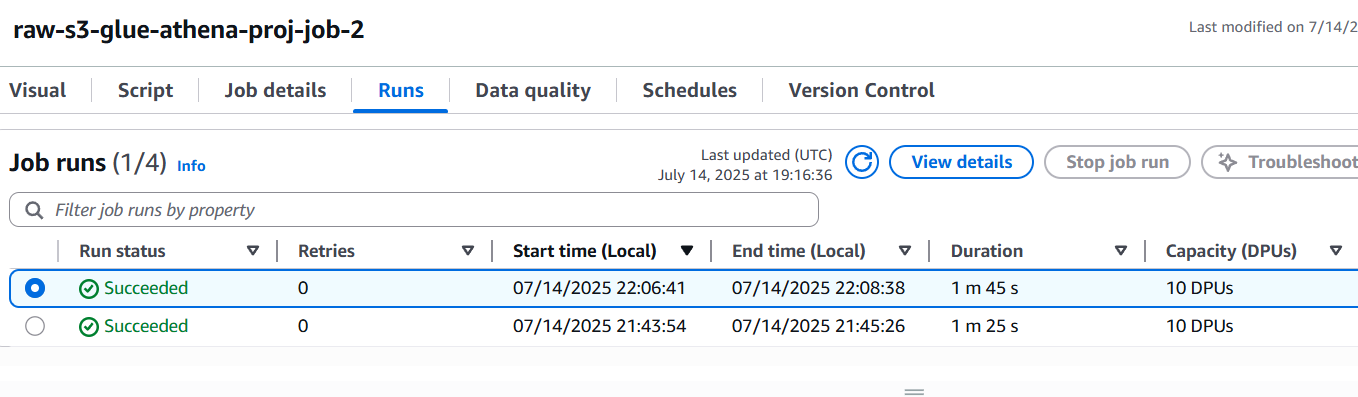 raw-s3-glue-athena-proj-job-2
Last modified on 7/14/2
Visual Script Job details Runs Data quality Schedules Version Control
Job runs (1/4) Info
Last updated (UTC)
July 14, 2025 at 19:16:36
View details Stop job run Troubleshoot
Filter job runs by property
Run status Retries Start time (Local) End time (Local) Duration Capacity (DPUs)
Succeeded 0 07/14/2025 22:06:41 07/14/2025 22:08:38 1 m 45 s 10 DPUs
Succeeded 0 07/14/2025 21:43:54 07/14/2025 21:45:26 1 m 25 s 10 DPUs